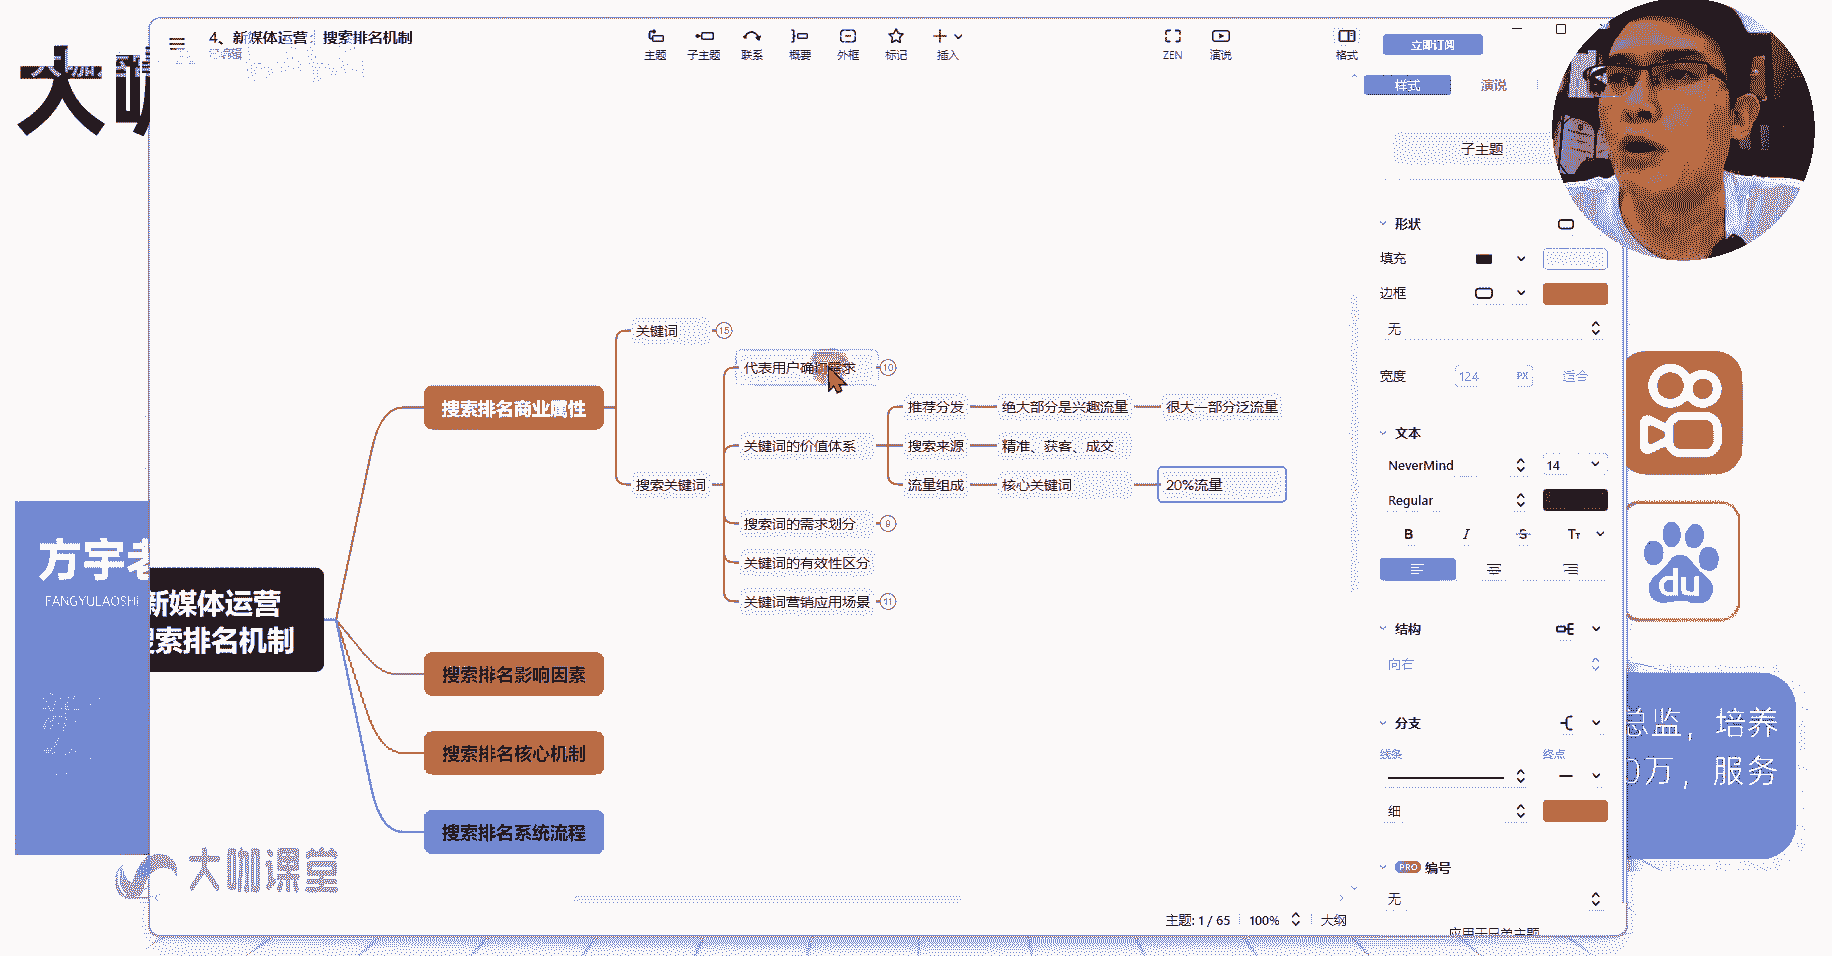 4、新媒体运营：搜索排名机制
已编辑
主题
子主题
联系
概要
外框
标记
插入
ZEN
演说
格式
立即订阅
样式
演说
子主题
形状
填充
边框
无
宽度
124
PX
适合
文本
NeverMind
14
Regular
B
I
S
TT
结构
向右
分支
线条
终点
细
PRO 编号
无
应用于兄弟主题
关键词
15
代表用户确切需求
10
搜索排名商业属性
推荐分发
绝大部分是兴趣流量
很大一部分泛流量
关键词的价值体系
搜索来源
精准、获客、成交
搜索关键词
流量组成
核心关键词
20%流量
搜索词的需求划分
9
关键词的有效性区分
关键词营销应用场景
11
新媒体运营
搜索排名机制
搜索排名影响因素
搜索排名核心机制
搜索排名系统流程
主题: 1 / 65
100%
大纲
大咖
方宇老
FANGYULAOSHI
du
总监，培养
0万，服务
大咖课堂